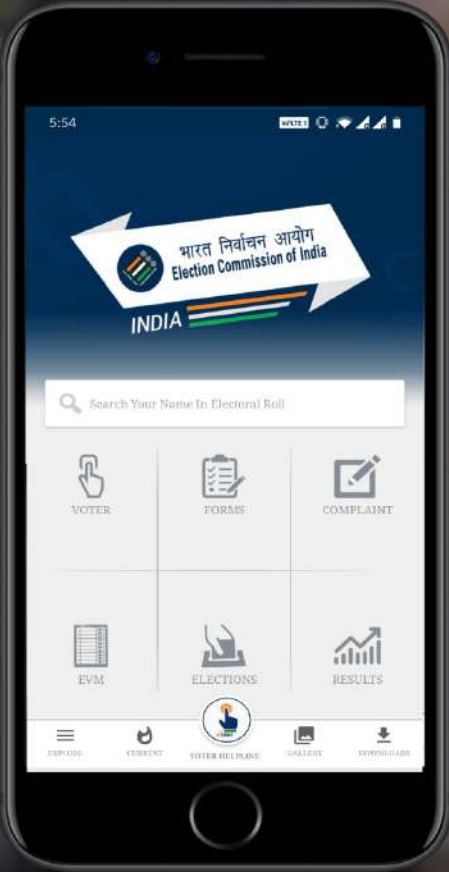 5:54
भारत निर्वाचन आयोग
Election Commission of India
INDIA
Search Your Name In Electoral Roll
VOTER FORMS COMPLAINT
EVM ELECTIONS RESULTS
EXPLORE CURRENT VOTER HELPLINE GALLERY DOWNLOADS